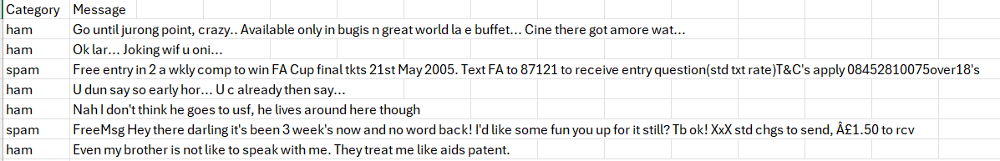 Category Message
ham Go until jurong point, crazy.. Available only in bugis n great world la e buffet... Cine there got amore wat...
ham Ok lar... Joking wif u oni...
spam Free entry in 2 a wkly comp to win FA Cup final tkts 21st May 2005. Text FA to 87121 to receive entry question(std txt rate)T&C's apply 08452810075over18's
ham U dun say so early hor... U c already then say...
ham Nah I don't think he goes to usf, he lives around here though
spam FreeMsg Hey there darling it's been 3 week's now and no word back! I'd like some fun you up for it still? Tb ok! XxX std chgs to send, Â£1.50 to rcv
ham Even my brother is not like to speak with me. They treat me like aids patent.